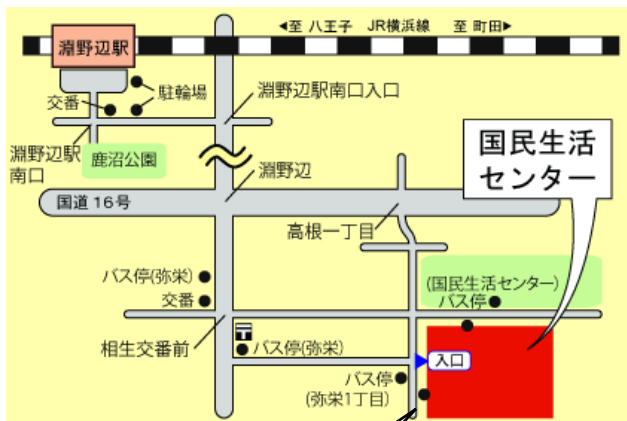 ◀至 八王子 JR横浜線 至 町田▶
淵野辺駅
駐輪場
交番
淵野辺駅南口入口
淵野辺駅
南口
鹿沼公園
国民生活
センター
淵野辺
国道16号
高根一丁目
バス停(弥栄)
交番
(国民生活センター)
バス停
相生交番前
バス停(弥栄)
入口
バス停
(弥栄1丁目)